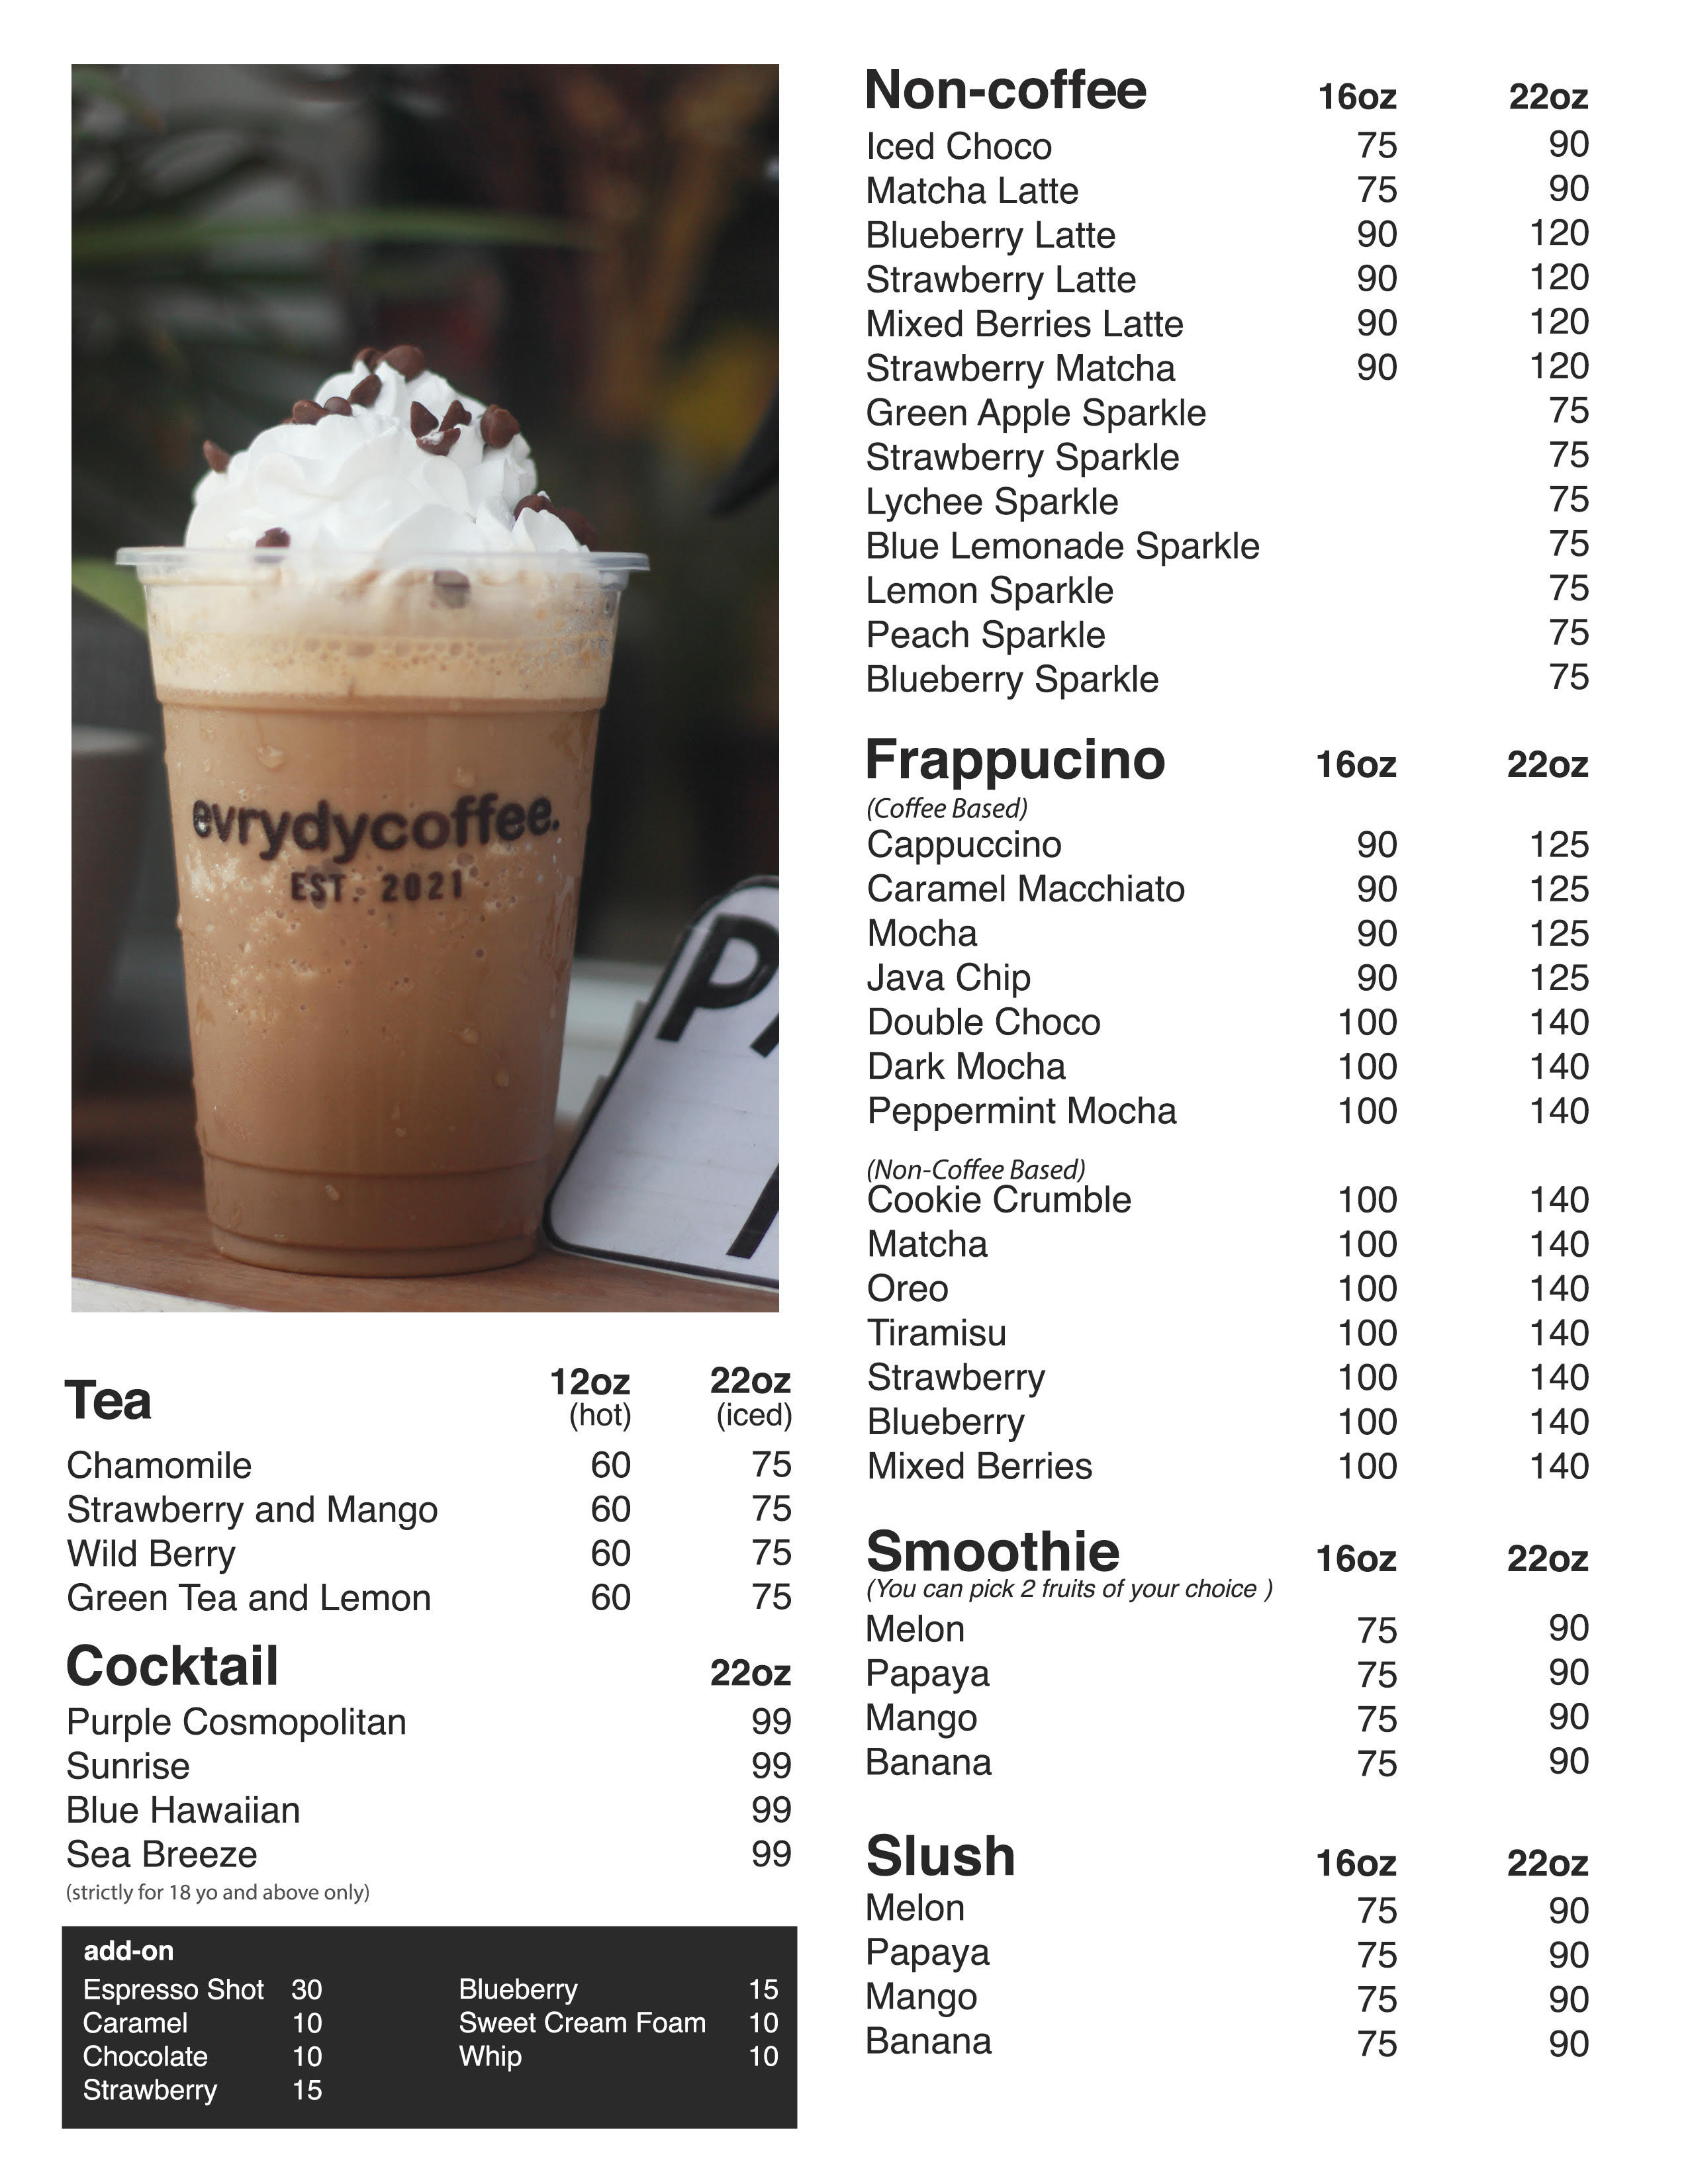 evrydycoffee.
EST. 2021
Tea 12oz 22oz
(hot) (iced)
Chamomile 60 75
Strawberry and Mango 60 75
Wild Berry 60 75
Green Tea and Lemon 60 75
Cocktail 22oz
Purple Cosmopolitan 99
Sunrise 99
Blue Hawaiian 99
Sea Breeze 99
(strictly for 18 yo and above only)
add-on
Espresso Shot 30
Caramel 10
Chocolate 10
Strawberry 15
Blueberry 15
Sweet Cream Foam 10
Whip 10
Non-coffee 16oz 22oz
Iced Choco 75 90
Matcha Latte 75 90
Blueberry Latte 90 120
Strawberry Latte 90 120
Mixed Berries Latte 90 120
Strawberry Matcha 90 120
Green Apple Sparkle 75
Strawberry Sparkle 75
Lychee Sparkle 75
Blue Lemonade Sparkle 75
Lemon Sparkle 75
Peach Sparkle 75
Blueberry Sparkle 75
Frappucino 16oz 22oz
(Coffee Based)
Cappuccino 90 125
Caramel Macchiato 90 125
Mocha 90 125
Java Chip 90 125
Double Choco 100 140
Dark Mocha 100 140
Peppermint Mocha 100 140
(Non-Coffee Based)
Cookie Crumble 100 140
Matcha 100 140
Oreo 100 140
Tiramisu 100 140
Strawberry 100 140
Blueberry 100 140
Mixed Berries 100 140
Smoothie 16oz 22oz
(You can pick 2 fruits of your choice )
Melon 75 90
Papaya 75 90
Mango 75 90
Banana 75 90
Slush 16oz 22oz
Melon 75 90
Papaya 75 90
Mango 75 90
Banana 75 90